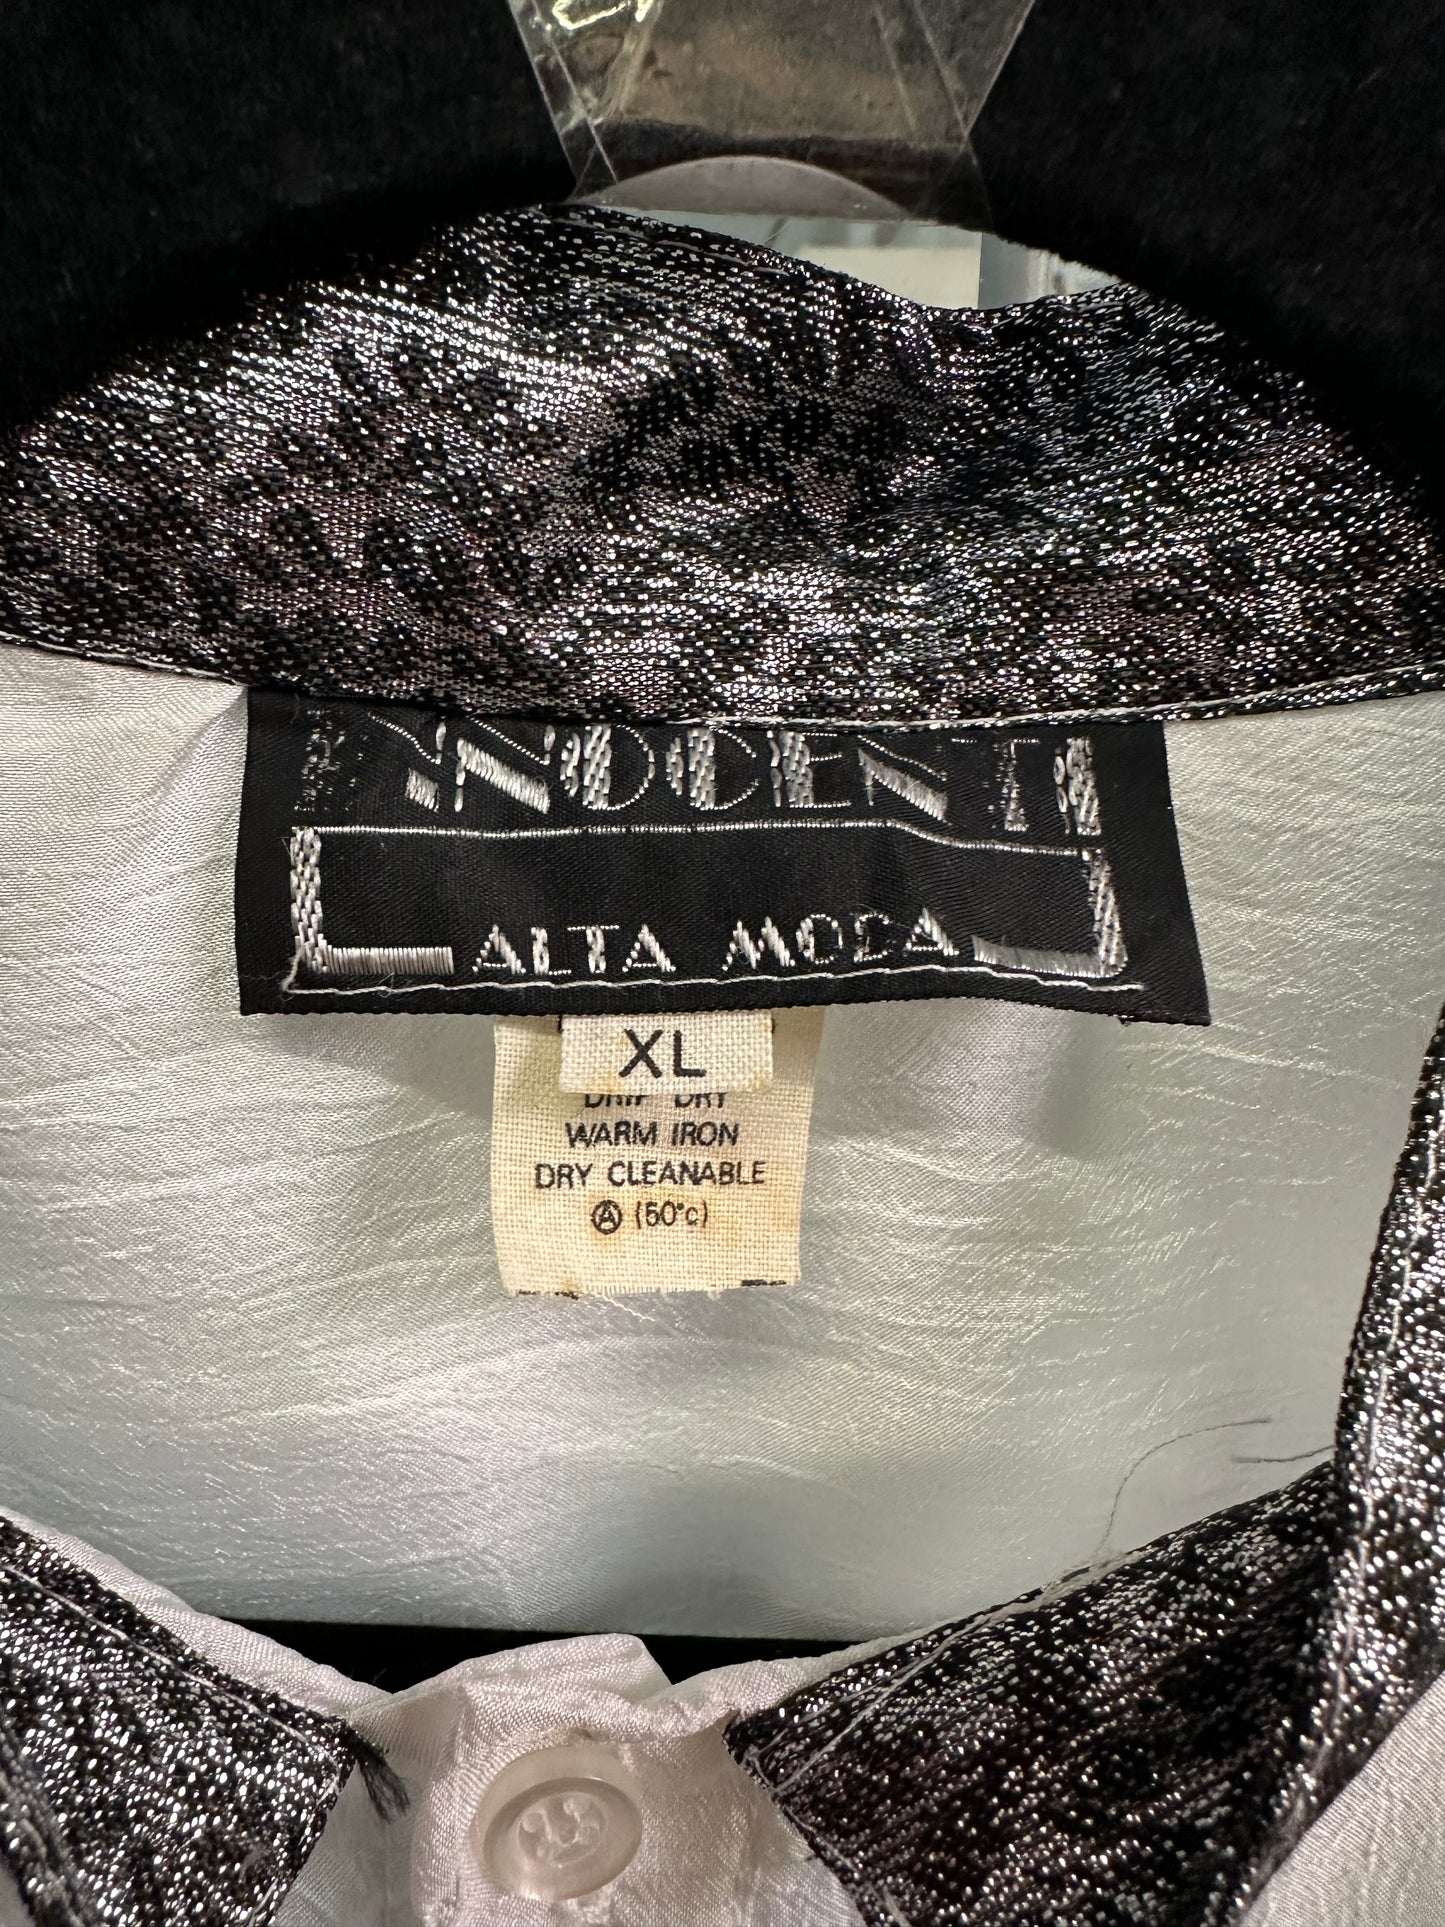 INNOCENTI
ALTA MODA
XL
DRIP DRY
WARM IRON
DRY CLEANABLE
Ⓐ (50°c)